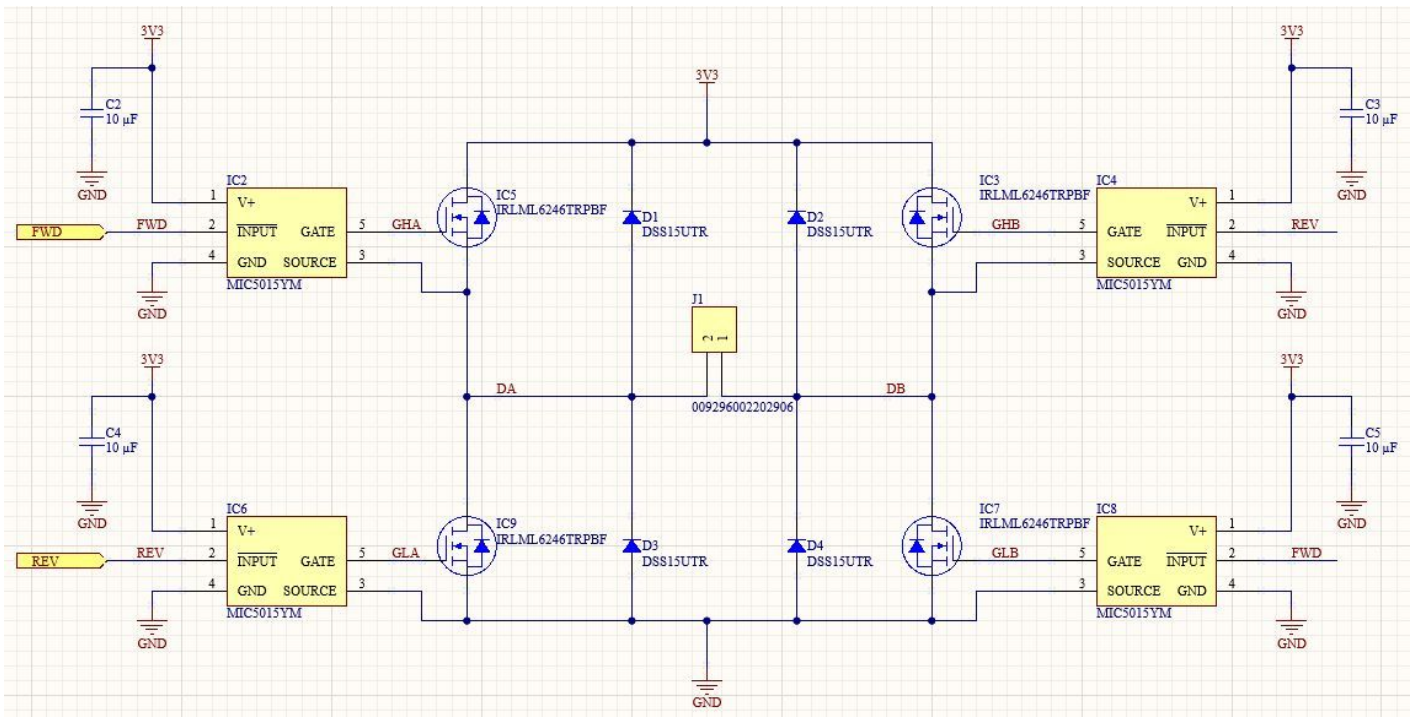 3V3
C2
10 µF
GND
IC2
1 V+
FWD FWD 2 INPUT GATE 5 GHA
4 GND SOURCE 3
MIC5015YM
GND
IC5
IRLML6246TRPBF
3V3
D1
DSS15UTR
D2
DSS15UTR
IC3
IRLML6246TRPBF
3V3
C3
10 µF
GND
IC4
V+ 1
GHB 5 GATE INPUT 2 REV
3 SOURCE GND 4
MIC5015YM
GND
J1
2 1
009296002202906
DA
DB
3V3
C4
10 µF
GND
IC6
1 V+
REV REV 2 INPUT GATE 5 GLA
4 GND SOURCE 3
MIC5015YM
GND
IC9
IRLML6246TRPBF
D3
DSS15UTR
D4
DSS15UTR
GND
IC7
IRLML6246TRPBF
3V3
C5
10 µF
GND
IC8
V+ 1
GLB 5 GATE INPUT 2 FWD
3 SOURCE GND 4
MIC5015YM
GND